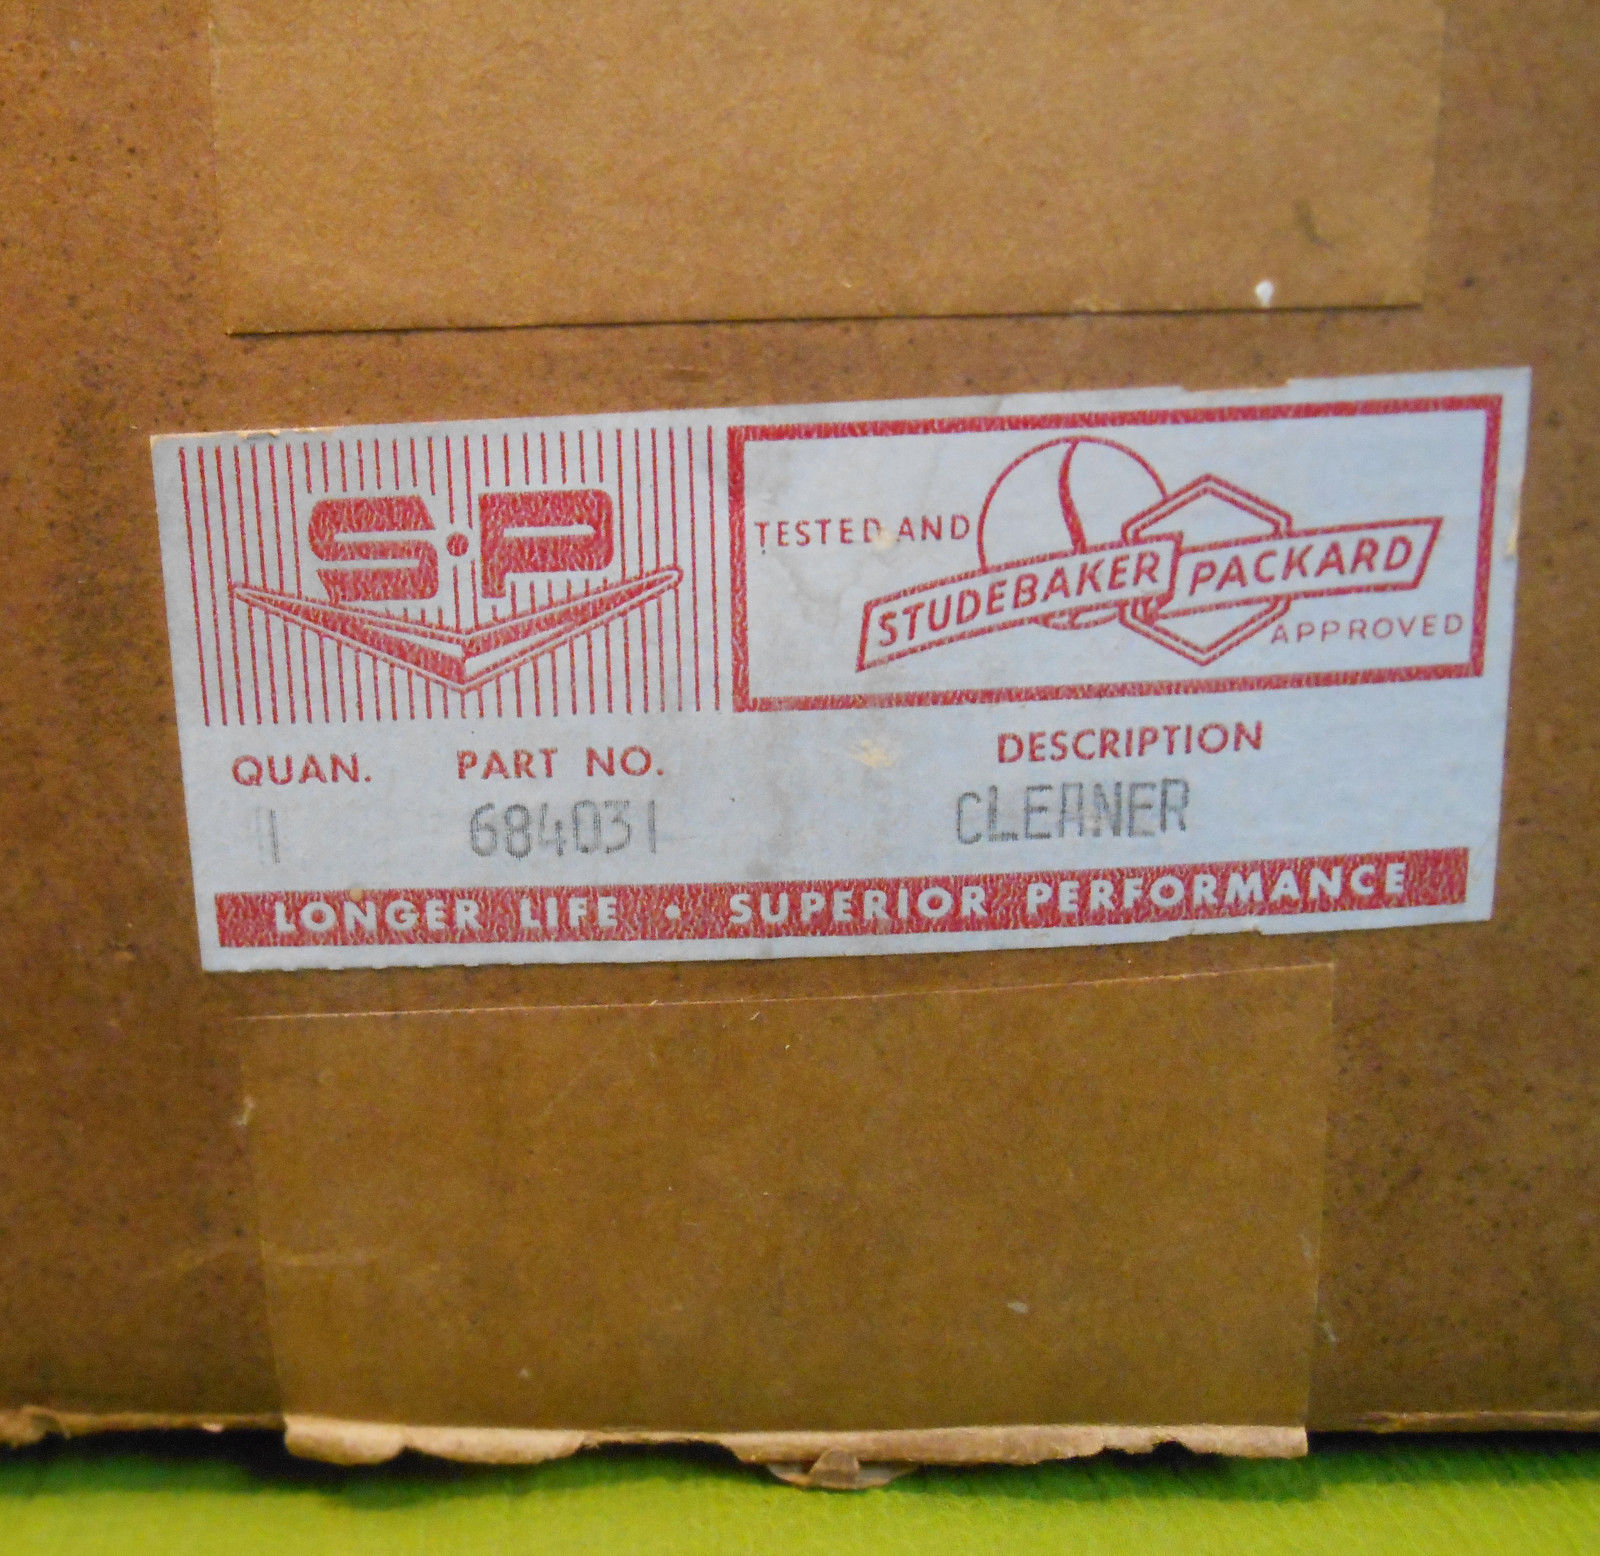 S·P
TESTED AND
STUDEBAKER PACKARD
APPROVED
QUAN. PART NO. DESCRIPTION
1 684031 CLEANER
LONGER LIFE • SUPERIOR PERFORMANCE